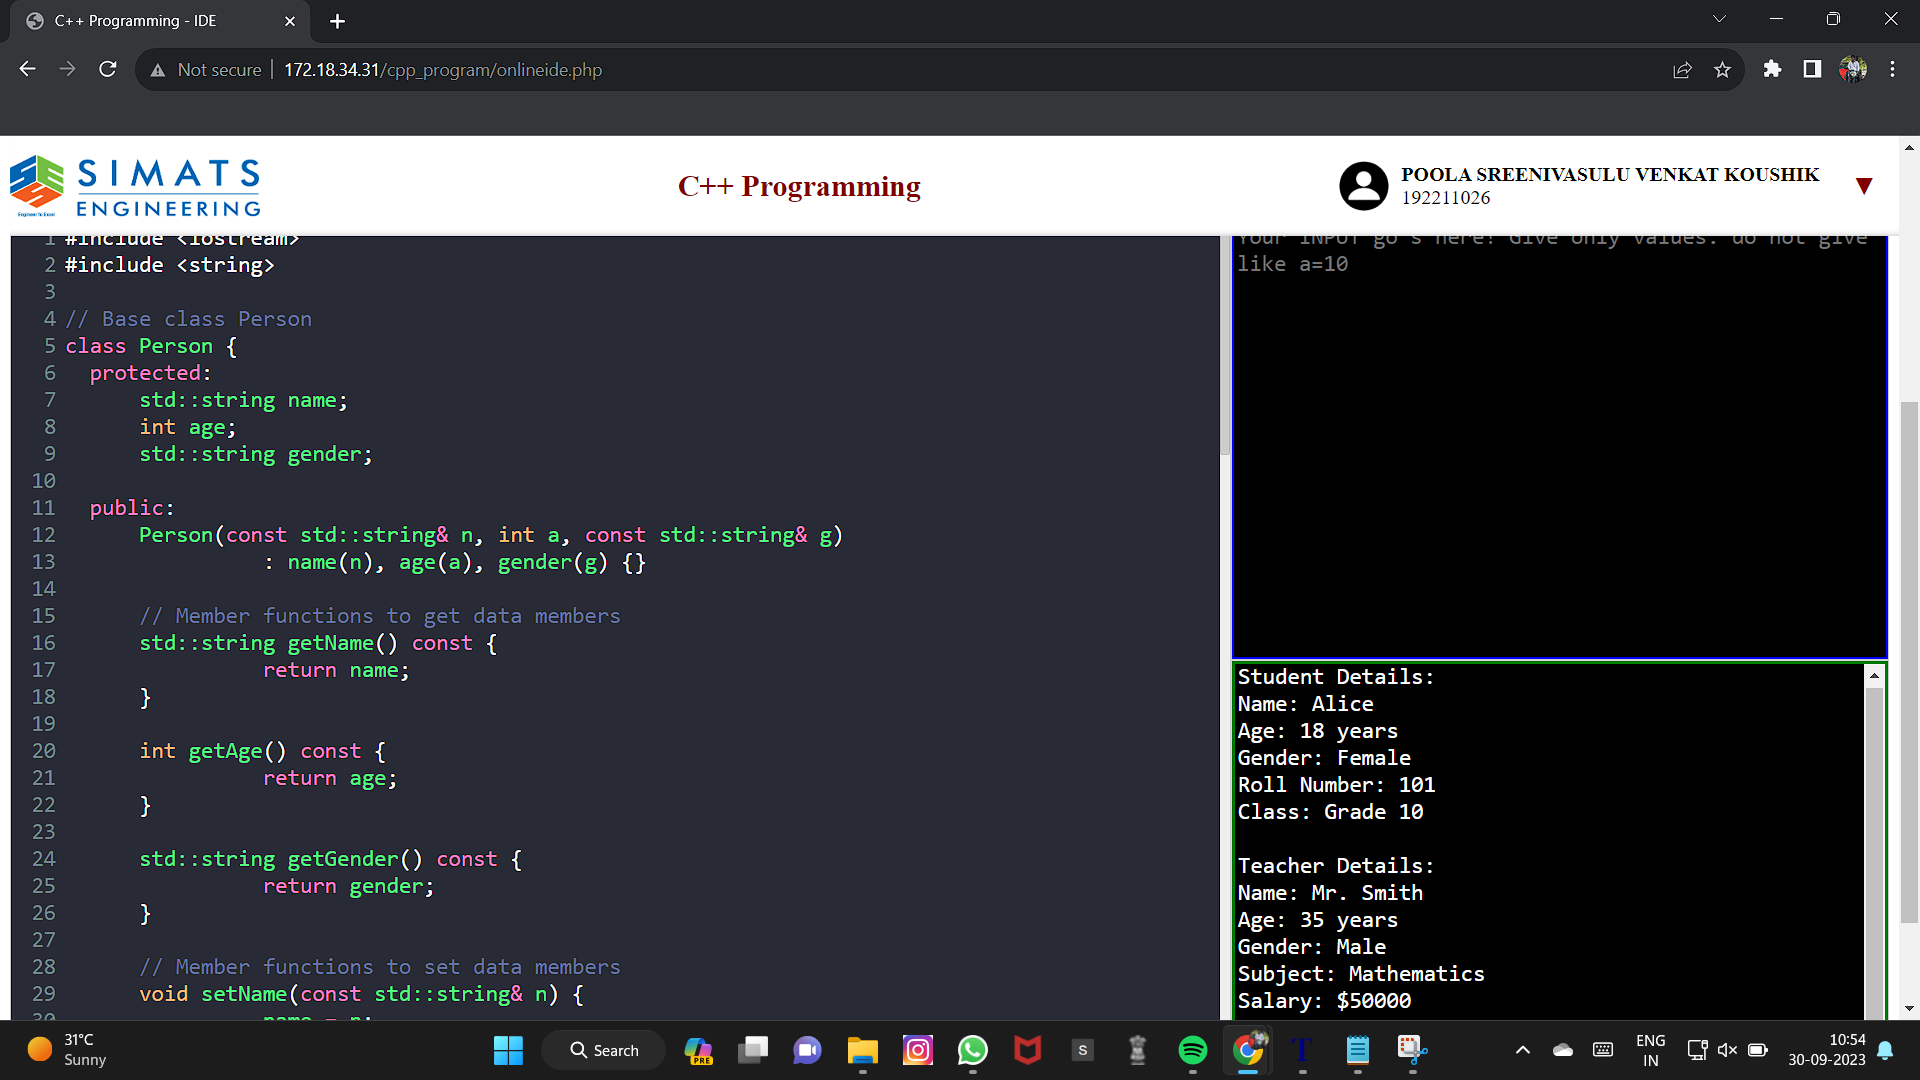 C++ Programming - IDE
Not secure
172.18.34.31/cpp_program/onlineide.php
SIMATS
ENGINEERING
Engineer to Excel
C++ Programming
POOLA SREENIVASULU VENKAT KOUSHIK
192211026
1 #include <iostream>
2 #include <string>
3
4 // Base class Person
5 class Person {
6 protected:
7 std::string name;
8 int age;
9 std::string gender;
10
11 public:
12 Person(const std::string& n, int a, const std::string& g)
13 : name(n), age(a), gender(g) {}
14
15 // Member functions to get data members
16 std::string getName() const {
17 return name;
18 }
19
20 int getAge() const {
21 return age;
22 }
23
24 std::string getGender() const {
25 return gender;
26 }
27
28 // Member functions to set data members
29 void setName(const std::string& n) {
30 name = n;
Your INPUT go's here! Give only values. do not give
like a=10
Student Details:
Name: Alice
Age: 18 years
Gender: Female
Roll Number: 101
Class: Grade 10
Teacher Details:
Name: Mr. Smith
Age: 35 years
Gender: Male
Subject: Mathematics
Salary: $50000
31°C
Sunny
Search
PRE
S
T
ENG
IN
10:54
30-09-2023